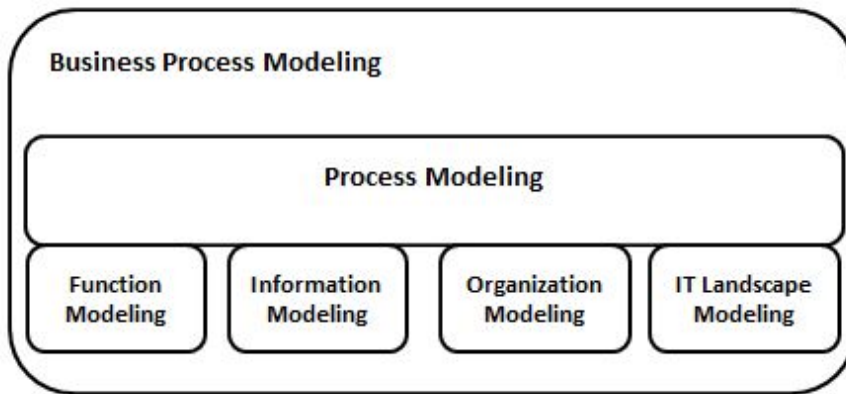 Business Process Modeling
Process Modeling
Function
Modeling
Information
Modeling
Organization
Modeling
IT Landscape
Modeling